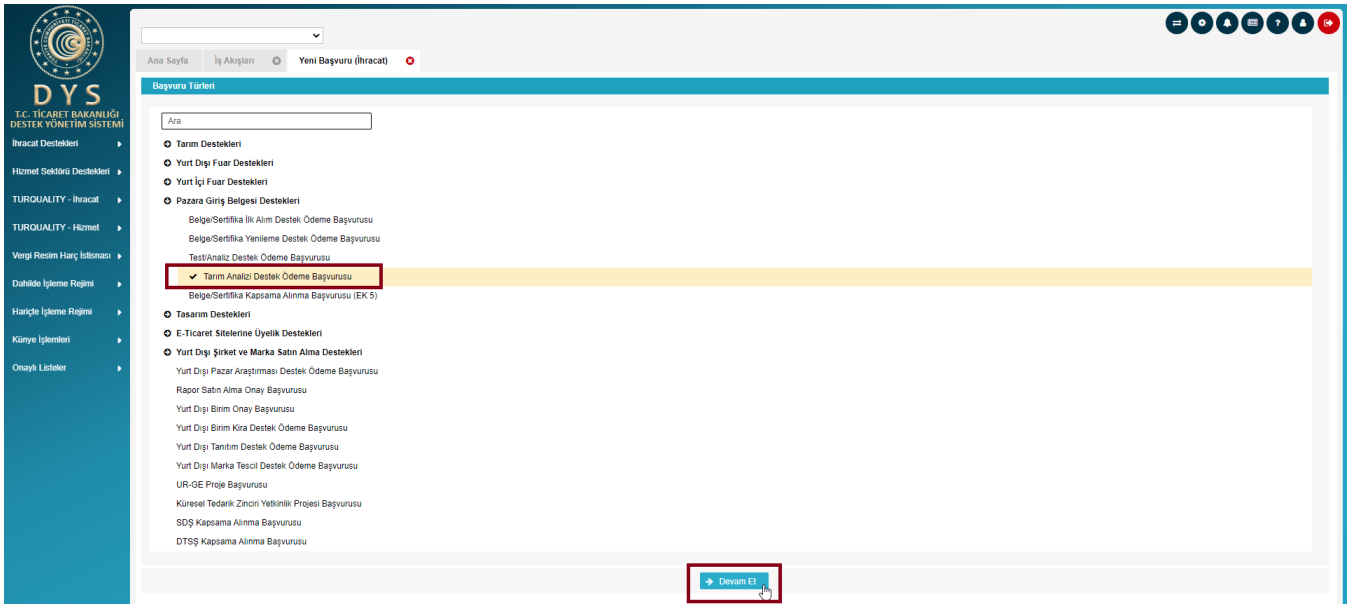 TÜRKİYE CUMHURİYETİ TİCARET BAKANLIĞI
DYS
T.C. TİCARET BAKANLIĞI
DESTEK YÖNETİM SİSTEMİ
İhracat Destekleri
Hizmet Sektörü Destekleri
TURQUALITY - İhracat
TURQUALITY - Hizmet
Vergi Resim Harç İstisnası
Dahilde İşleme Rejimi
Hariçte İşleme Rejimi
Künye İşlemleri
Onaylı Listeler
Ana Sayfa
İş Akışları
Yeni Başvuru (İhracat)
Başvuru Türleri
Ara
Tarım Destekleri
Yurt Dışı Fuar Destekleri
Yurt İçi Fuar Destekleri
Pazara Giriş Belgesi Destekleri
Belge/Sertifika İlk Alım Destek Ödeme Başvurusu
Belge/Sertifika Yenileme Destek Ödeme Başvurusu
Test/Analiz Destek Ödeme Başvurusu
Tarım Analizi Destek Ödeme Başvurusu
Belge/Sertifika Kapsama Alınma Başvurusu (EK 5)
Tasarım Destekleri
E-Ticaret Sitelerine Üyelik Destekleri
Yurt Dışı Şirket ve Marka Satın Alma Destekleri
Yurt Dışı Pazar Araştırması Destek Ödeme Başvurusu
Rapor Satın Alma Onay Başvurusu
Yurt Dışı Birim Onay Başvurusu
Yurt Dışı Birim Kira Destek Ödeme Başvurusu
Yurt Dışı Tanıtım Destek Ödeme Başvurusu
Yurt Dışı Marka Tescil Destek Ödeme Başvurusu
UR-GE Proje Başvurusu
Küresel Tedarik Zinciri Yetkinlik Projesi Başvurusu
SDŞ Kapsama Alınma Başvurusu
DTSŞ Kapsama Alınma Başvurusu
Devam Et